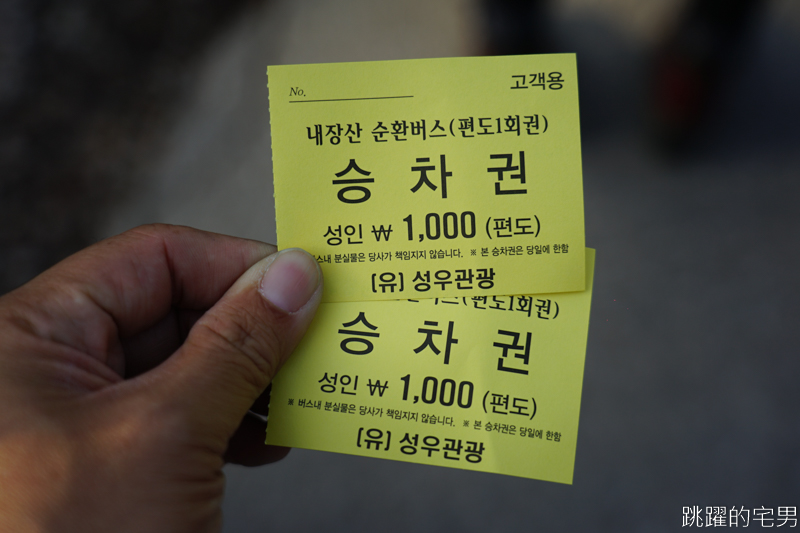 No.
고객용
내장산 순환버스(편도1회권)
승차권
성인 ₩ 1,000 (편도)
버스내 분실물은 당사가 책임지지 않습니다. ※ 본 승차권은 당일에 한함
(유) 성우관광
(편도1회권)
승차권
성인 ₩ 1,000 (편도)
※ 버스내 분실물은 당사가 책임지지 않습니다. ※ 본 승차권은 당일에 한함
(유) 성우관광
跳躍的宅男